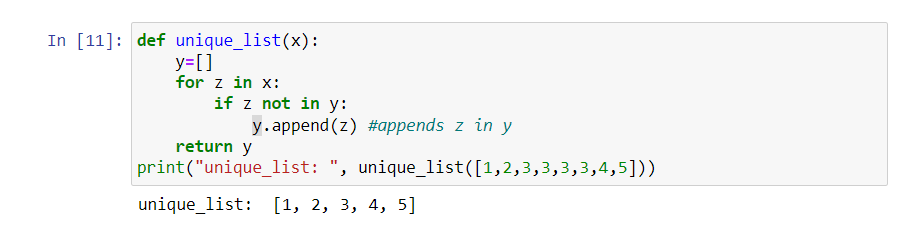 In [11]: def unique_list(x):
    y=[]
    for z in x:
        if z not in y:
            y.append(z) #appends z in y
    return y
print("unique_list: ", unique_list([1,2,3,3,3,3,4,5]))
unique_list:  [1, 2, 3, 4, 5]